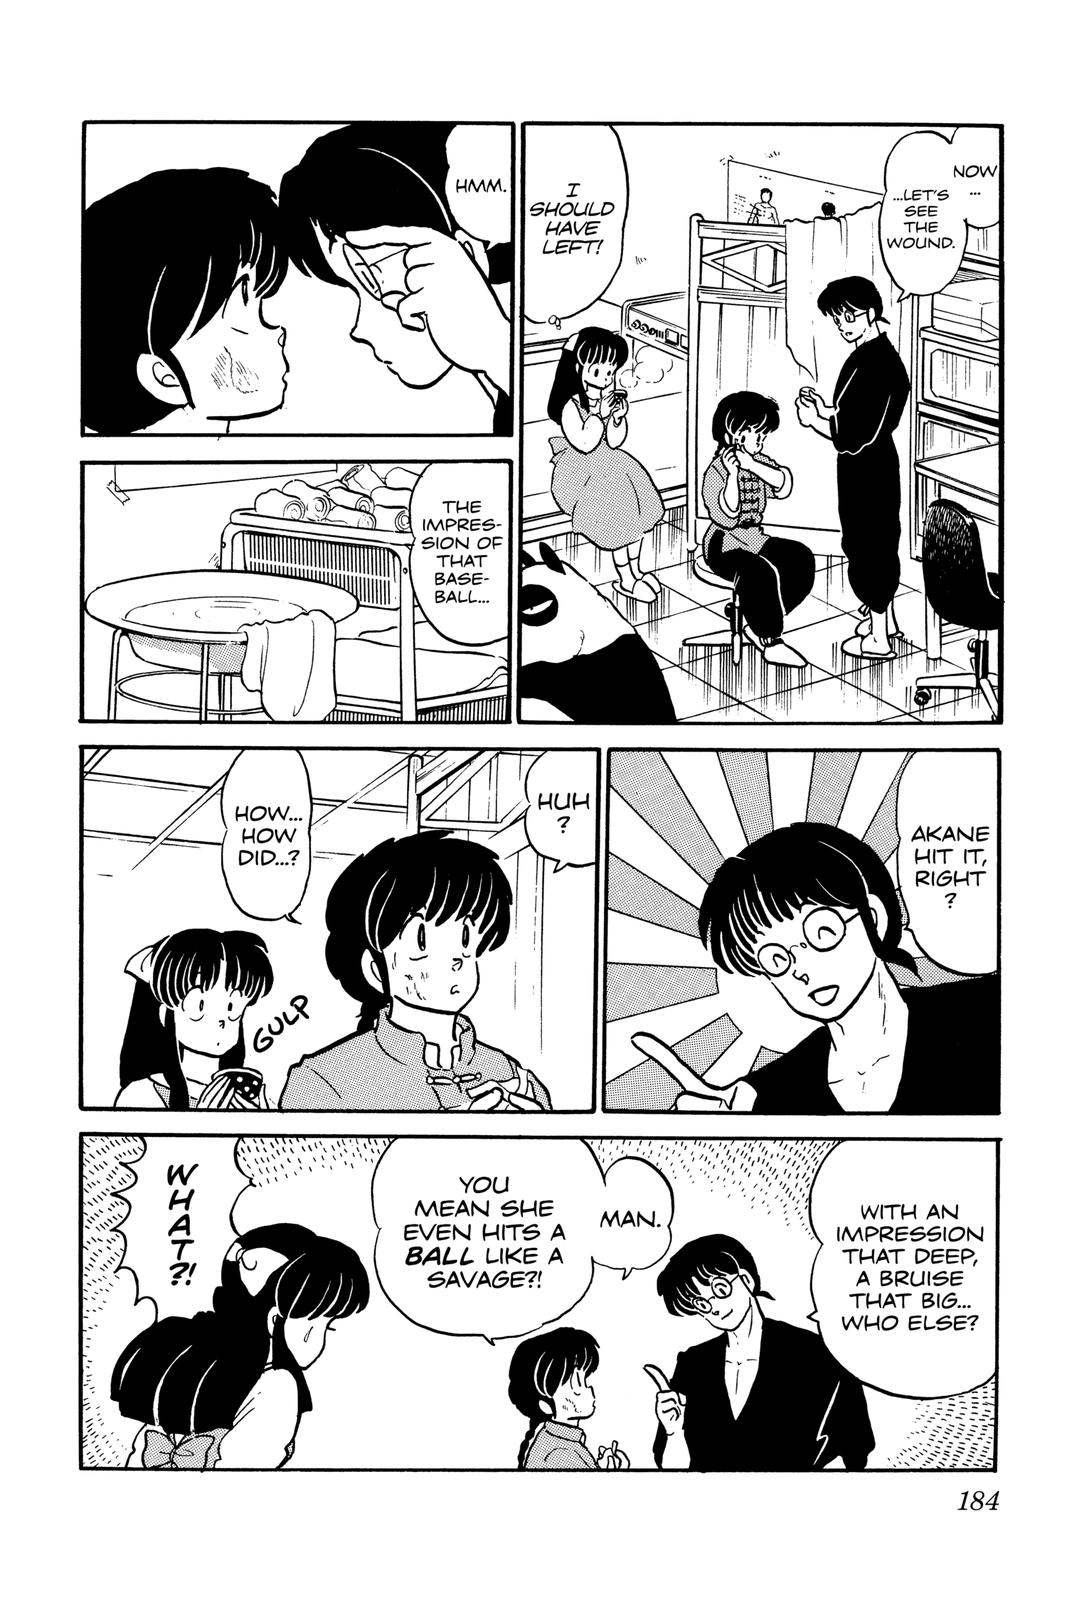 NOW
...
...LET'S
SEE
THE
WOUND.
I
SHOULD
HAVE
LEFT!
HMM.
THE
IMPRES-
SION OF
THAT
BASE-
BALL...
AKANE
HIT IT,
RIGHT
?
HUH
?
HOW...
HOW
DID...?
GULP
WITH AN
IMPRESSION
THAT DEEP,
A BRUISE
THAT BIG...
WHO ELSE?
MAN.
YOU
MEAN SHE
EVEN HITS A
BALL LIKE A
SAVAGE?!
WHAT?!
184